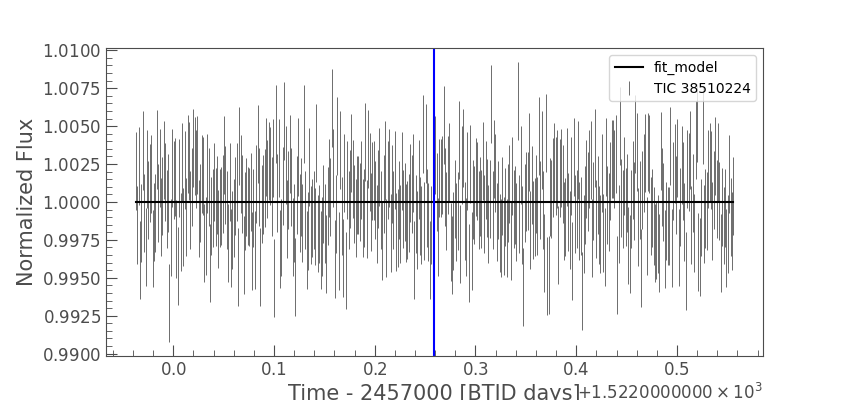 1.0100
fit_model
TIC 38510224
1.0075
1.0050
1.0025
1.0000
0.9975
0.9950
0.9925
0.9900
Normalized Flux
0.0 0.1 0.2 0.3 0.4 0.5
Time - 2457000 [BTJD days]
+1.5220000000 × 10³